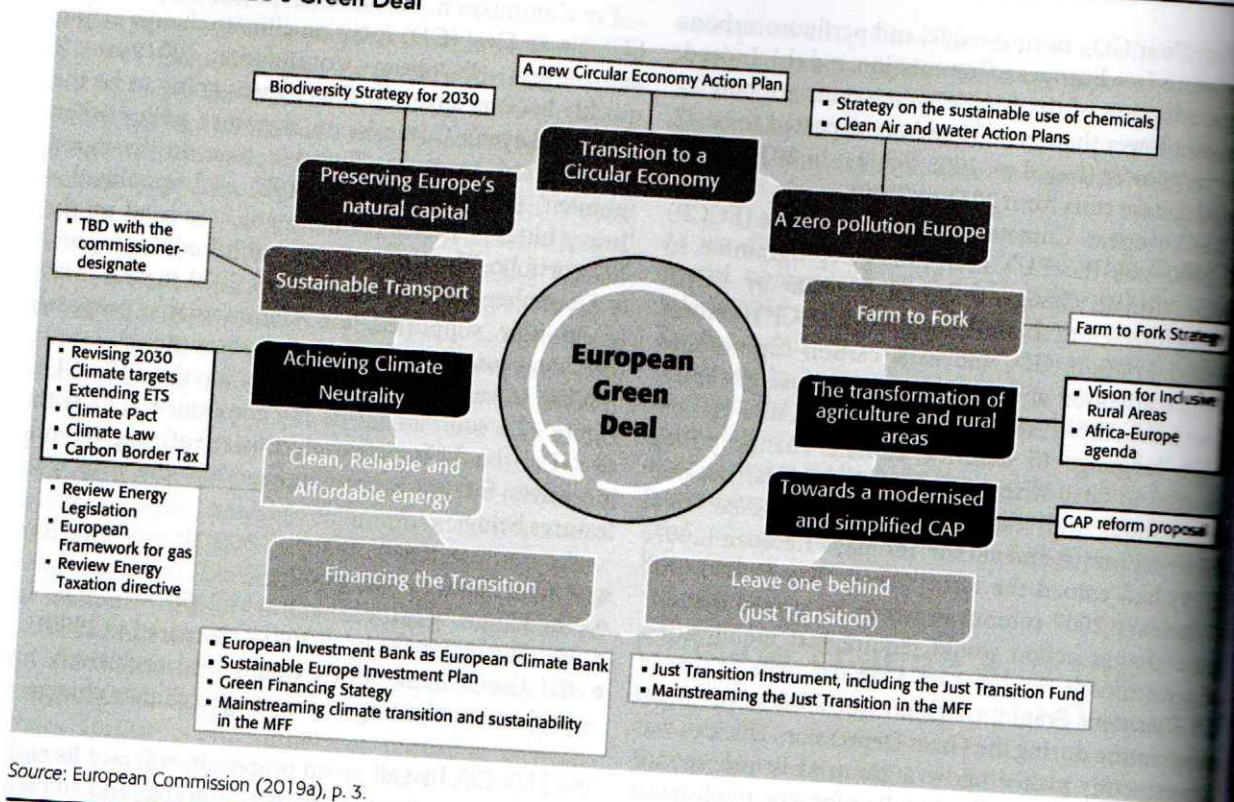 's Green Deal
A new Circular Economy Action Plan
Biodiversity Strategy for 2030
▪ Strategy on the sustainable use of chemicals
▪ Clean Air and Water Action Plans
Transition to a
Circular Economy
Preserving Europe's
natural capital
A zero pollution Europe
▪ TBD with the
commissioner-
designate
Sustainable Transport
Farm to Fork
Farm to Fork Strateg
European
Green
Deal
▪ Revising 2030
Climate targets
▪ Extending ETS
▪ Climate Pact
▪ Climate Law
▪ Carbon Border Tax
Achieving Climate
Neutrality
The transformation of
agriculture and rural
areas
▪ Vision for Inclusive
Rural Areas
▪ Africa-Europe
agenda
Clean, Reliable and
Affordable energy
Towards a modernised
and simplified CAP
CAP reform proposal
▪ Review Energy
Legislation
▪ European
Framework for gas
▪ Review Energy
Taxation directive
Financing the Transition
Leave one behind
(just Transition)
▪ European Investment Bank as European Climate Bank
▪ Sustainable Europe Investment Plan
▪ Green Financing Stategy
▪ Mainstreaming climate transition and sustainability
in the MFF
▪ Just Transition Instrument, including the Just Transition Fund
▪ Mainstreaming the Just Transition in the MFF
Source: European Commission (2019a), p. 3.